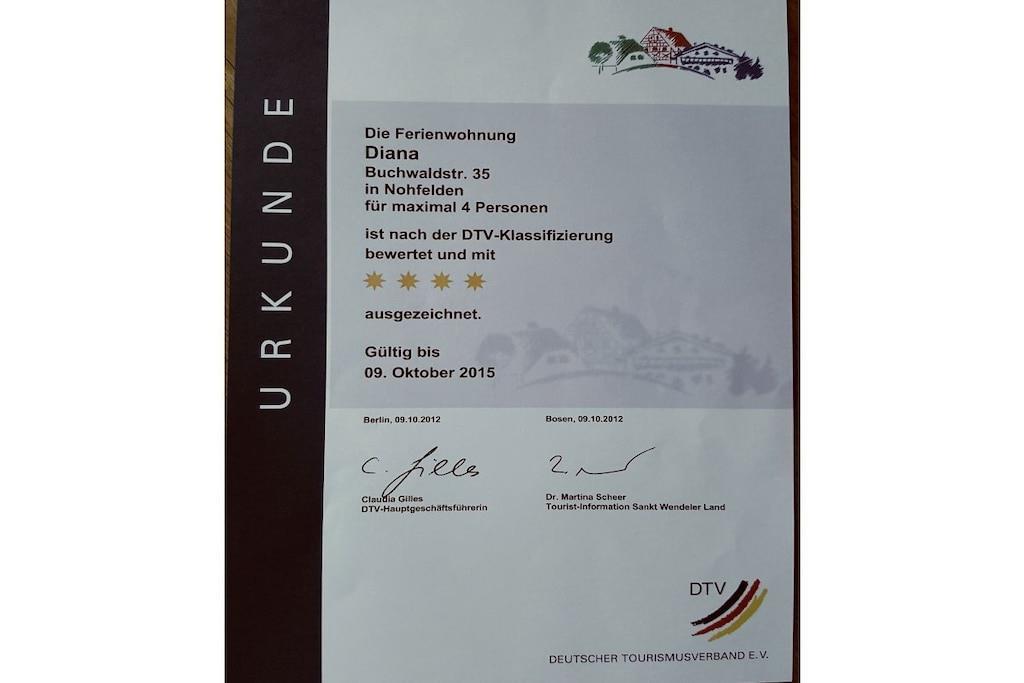 URKUNDE
Die Ferienwohnung
Diana
Buchwaldstr. 35
in Nohfelden
für maximal 4 Personen
ist nach der DTV-Klassifizierung
bewertet und mit
ausgezeichnet.
Gültig bis
09. Oktober 2015
Berlin, 09.10.2012
C. Gilles
Claudia Gilles
DTV-Hauptgeschäftsführerin
Bosen, 09.10.2012
Dr. Martina Scheer
Tourist-Information Sankt Wendeler Land
DTV
DEUTSCHER TOURISMUSVERBAND E.V.